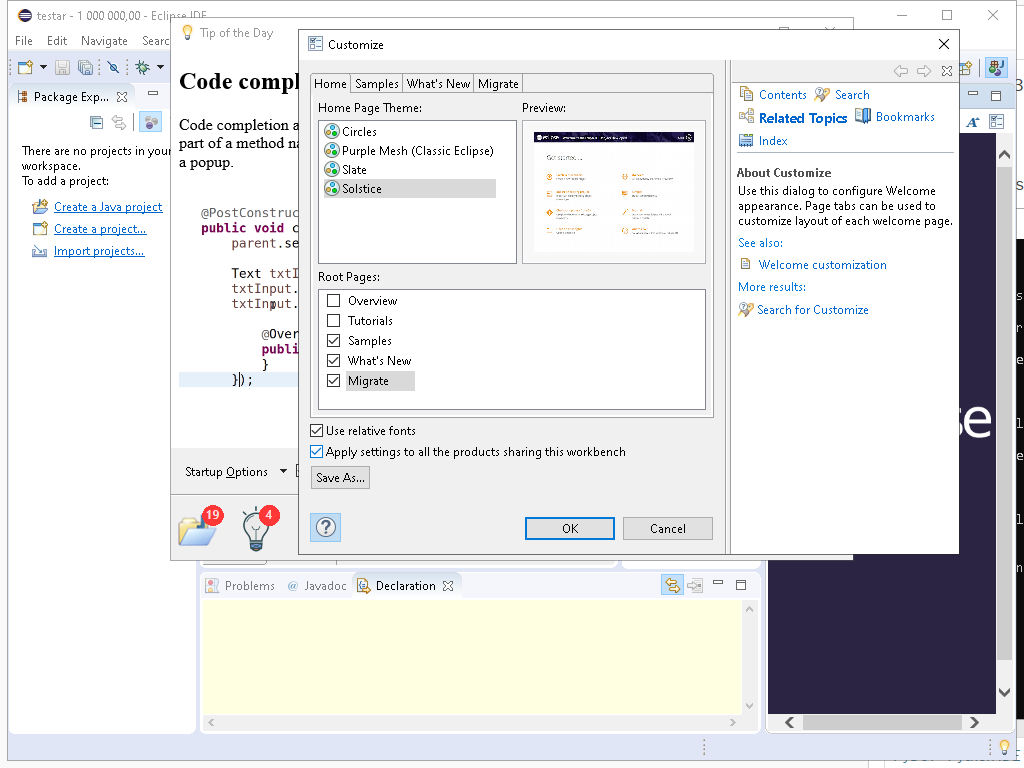 testar - 1 000 000,00 - Eclipse IDE
File Edit Navigate Searc
Package Exp...
There are no projects in your
workspace.
To add a project:
Create a Java project
Create a project...
Import projects...
Tip of the Day
Code compl
Code completion a
part of a method na
a popup.
@PostConstruc
public void c
parent.se
Text txtI
txtInput.
txtInput.
@Over
publi
}
});
Startup Options
19
4
Customize
Home Samples What's New Migrate
Home Page Theme:
Circles
Purple Mesh (Classic Eclipse)
Slate
Solstice
Preview:
Root Pages:
Overview
Tutorials
Samples
What's New
Migrate
Use relative fonts
Apply settings to all the products sharing this workbench
Save As...
OK Cancel
Contents Search
Related Topics Bookmarks
Index
About Customize
Use this dialog to configure Welcome
appearance. Page tabs can be used to
customize layout of each welcome page.
See also:
Welcome customization
More results:
Search for Customize
se
Problems @ Javadoc Declaration